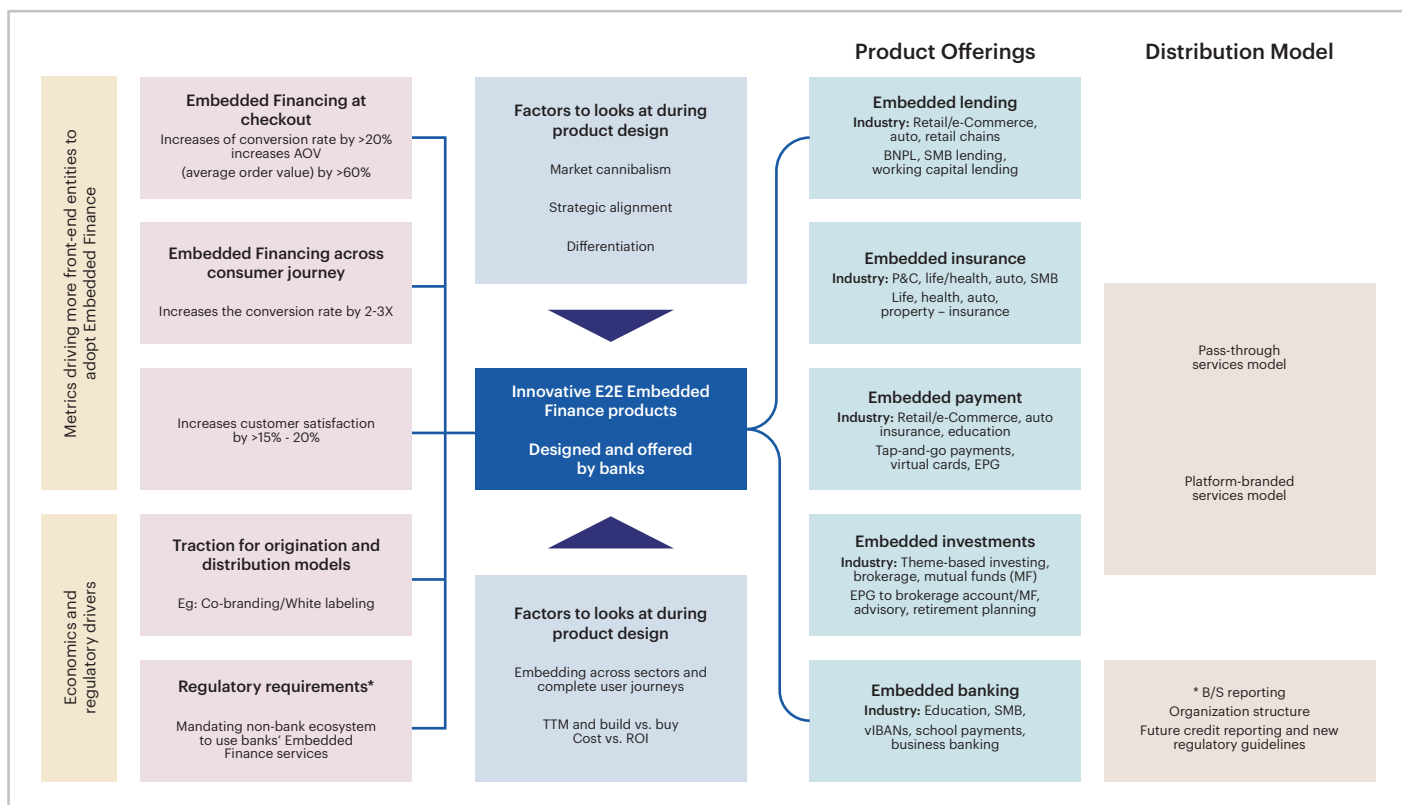 Product Offerings
Distribution Model
Metrics driving more front-end entities to
adopt Embedded Finance
Embedded Financing at
checkout
Increases of conversion rate by >20%
increases AOV
(average order value) by >60%
Embedded Financing across
consumer journey
Increases the conversion rate by 2-3X
Increases customer satisfaction
by >15% - 20%
Economics and
regulatory drivers
Traction for origination and
distribution models
Eg: Co-branding/White labeling
Regulatory requirements*
Mandating non-bank ecosystem
to use banks’ Embedded
Finance services
Factors to looks at during
product design
Market cannibalism
Strategic alignment
Differentiation
Innovative E2E Embedded
Finance products
Designed and offered
by banks
Factors to looks at during
product design
Embedding across sectors and
complete user journeys
TTM and build vs. buy
Cost vs. ROI
Embedded lending
Industry: Retail/e-Commerce,
auto, retail chains
BNPL, SMB lending,
working capital lending
Embedded insurance
Industry: P&C, life/health, auto, SMB
Life, health, auto,
property – insurance
Embedded payment
Industry: Retail/e-Commerce, auto
insurance, education
Tap-and-go payments,
virtual cards, EPG
Embedded investments
Industry: Theme-based investing,
brokerage, mutual funds (MF)
EPG to brokerage account/MF,
advisory, retirement planning
Embedded banking
Industry: Education, SMB,
vIBANs, school payments,
business banking
Pass-through
services model
Platform-branded
services model
* B/S reporting
Organization structure
Future credit reporting and new
regulatory guidelines